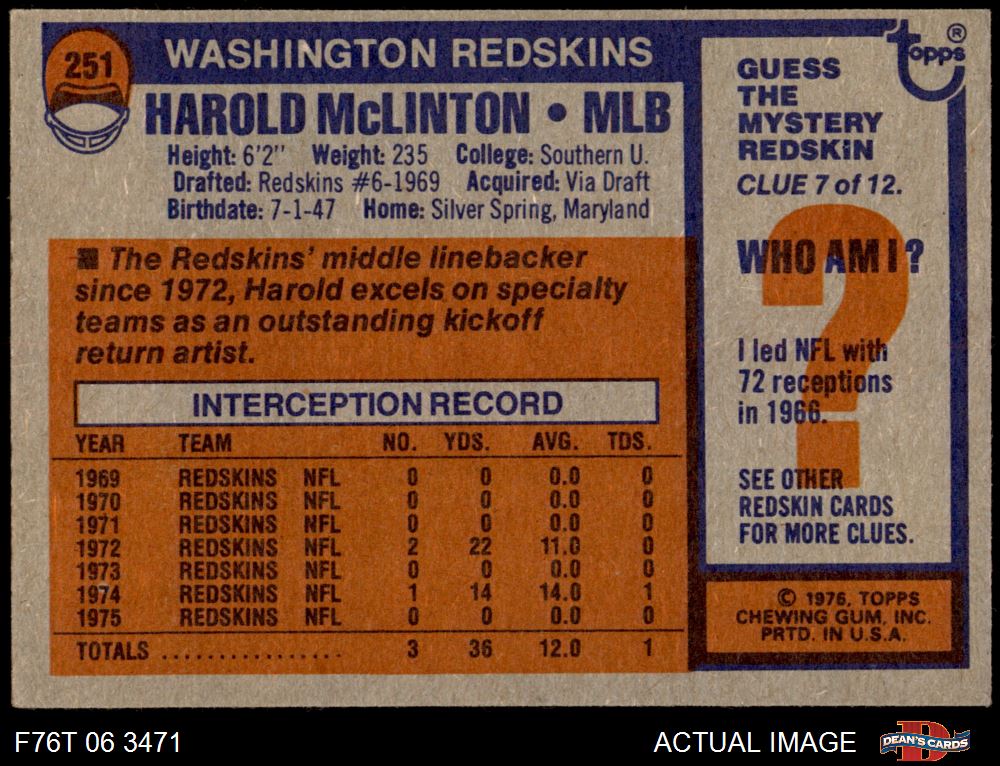 251
WASHINGTON REDSKINS
HAROLD McLINTON • MLB
Height: 6'2" Weight: 235 College: Southern U.
Drafted: Redskins #6-1969 Acquired: Via Draft
Birthdate: 7-1-47 Home: Silver Spring, Maryland
■ The Redskins' middle linebacker
since 1972, Harold excels on specialty
teams as an outstanding kickoff
return artist.
INTERCEPTION RECORD
YEAR TEAM NO. YDS. AVG. TDS.
1969 REDSKINS NFL 0 0 0.0 0
1970 REDSKINS NFL 0 0 0.0 0
1971 REDSKINS NFL 0 0 0.0 0
1972 REDSKINS NFL 2 22 11.0 0
1973 REDSKINS NFL 0 0 0.0 0
1974 REDSKINS NFL 1 14 14.0 1
1975 REDSKINS NFL 0 0 0.0 0
TOTALS ................ 3 36 12.0 1
topps ®
GUESS
THE
MYSTERY
REDSKIN
CLUE 7 of 12.
?
WHO AM I?
I led NFL with
72 receptions
in 1966.
SEE OTHER
REDSKIN CARDS
FOR MORE CLUES.
© 1976, TOPPS
CHEWING GUM, INC.
PRTD. IN U.S.A.
F76T 06 3471
ACTUAL IMAGE
D
DEAN'S CARDS